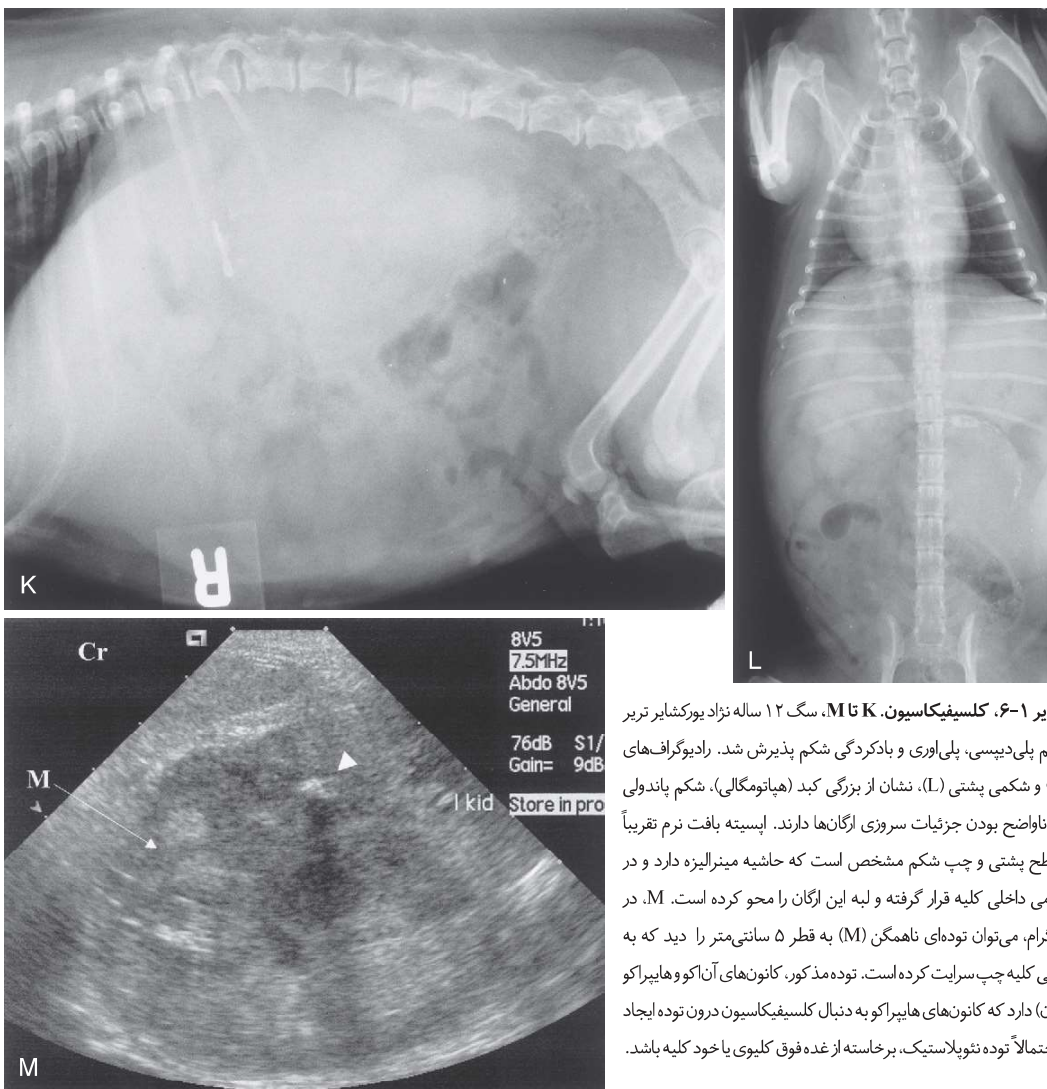 K
R
L
Cr
M
8V5
7.5MHz
Abdo 8V5
General
76dB S1/
Gain= 9dB
l kid
Store in pro
M
یر ۱-۶، کلسیفیکاسیون. K تا M، سگ ۱۲ ساله نژاد یورکشایر تریر
م پلی‌دیپسی، پلی‌اوری و بادکردگی شکم پذیرش شد. رادیوگراف‌های
و شکمی پشتی (L)، نشان از بزرگی کبد (هپاتومگالی)، شکم پاندولی
ناواضح بودن جزئیات سروزی ارگان‌ها دارند. اپسیته بافت نرم تقریباً
طح پشتی و چپ شکم مشخص است که حاشیه مینرالیزه دارد و در
می داخلی کلیه قرار گرفته و لبه این ارگان را محو کرده است. M، در
گرام، می‌توان توده‌ای ناهمگن (M) به قطر ۵ سانتی‌متر را دید که به
ی کلیه چپ سرایت کرده است. توده مذکور، کانون‌های آن‌اکو و هایپراکو
ن) دارد که کانون‌های هایپراکو به دنبال کلسیفیکاسیون درون توده ایجاد
حتمالاً توده نئوپلاستیک، برخاسته از غده فوق کلیوی یا خود کلیه باشد.